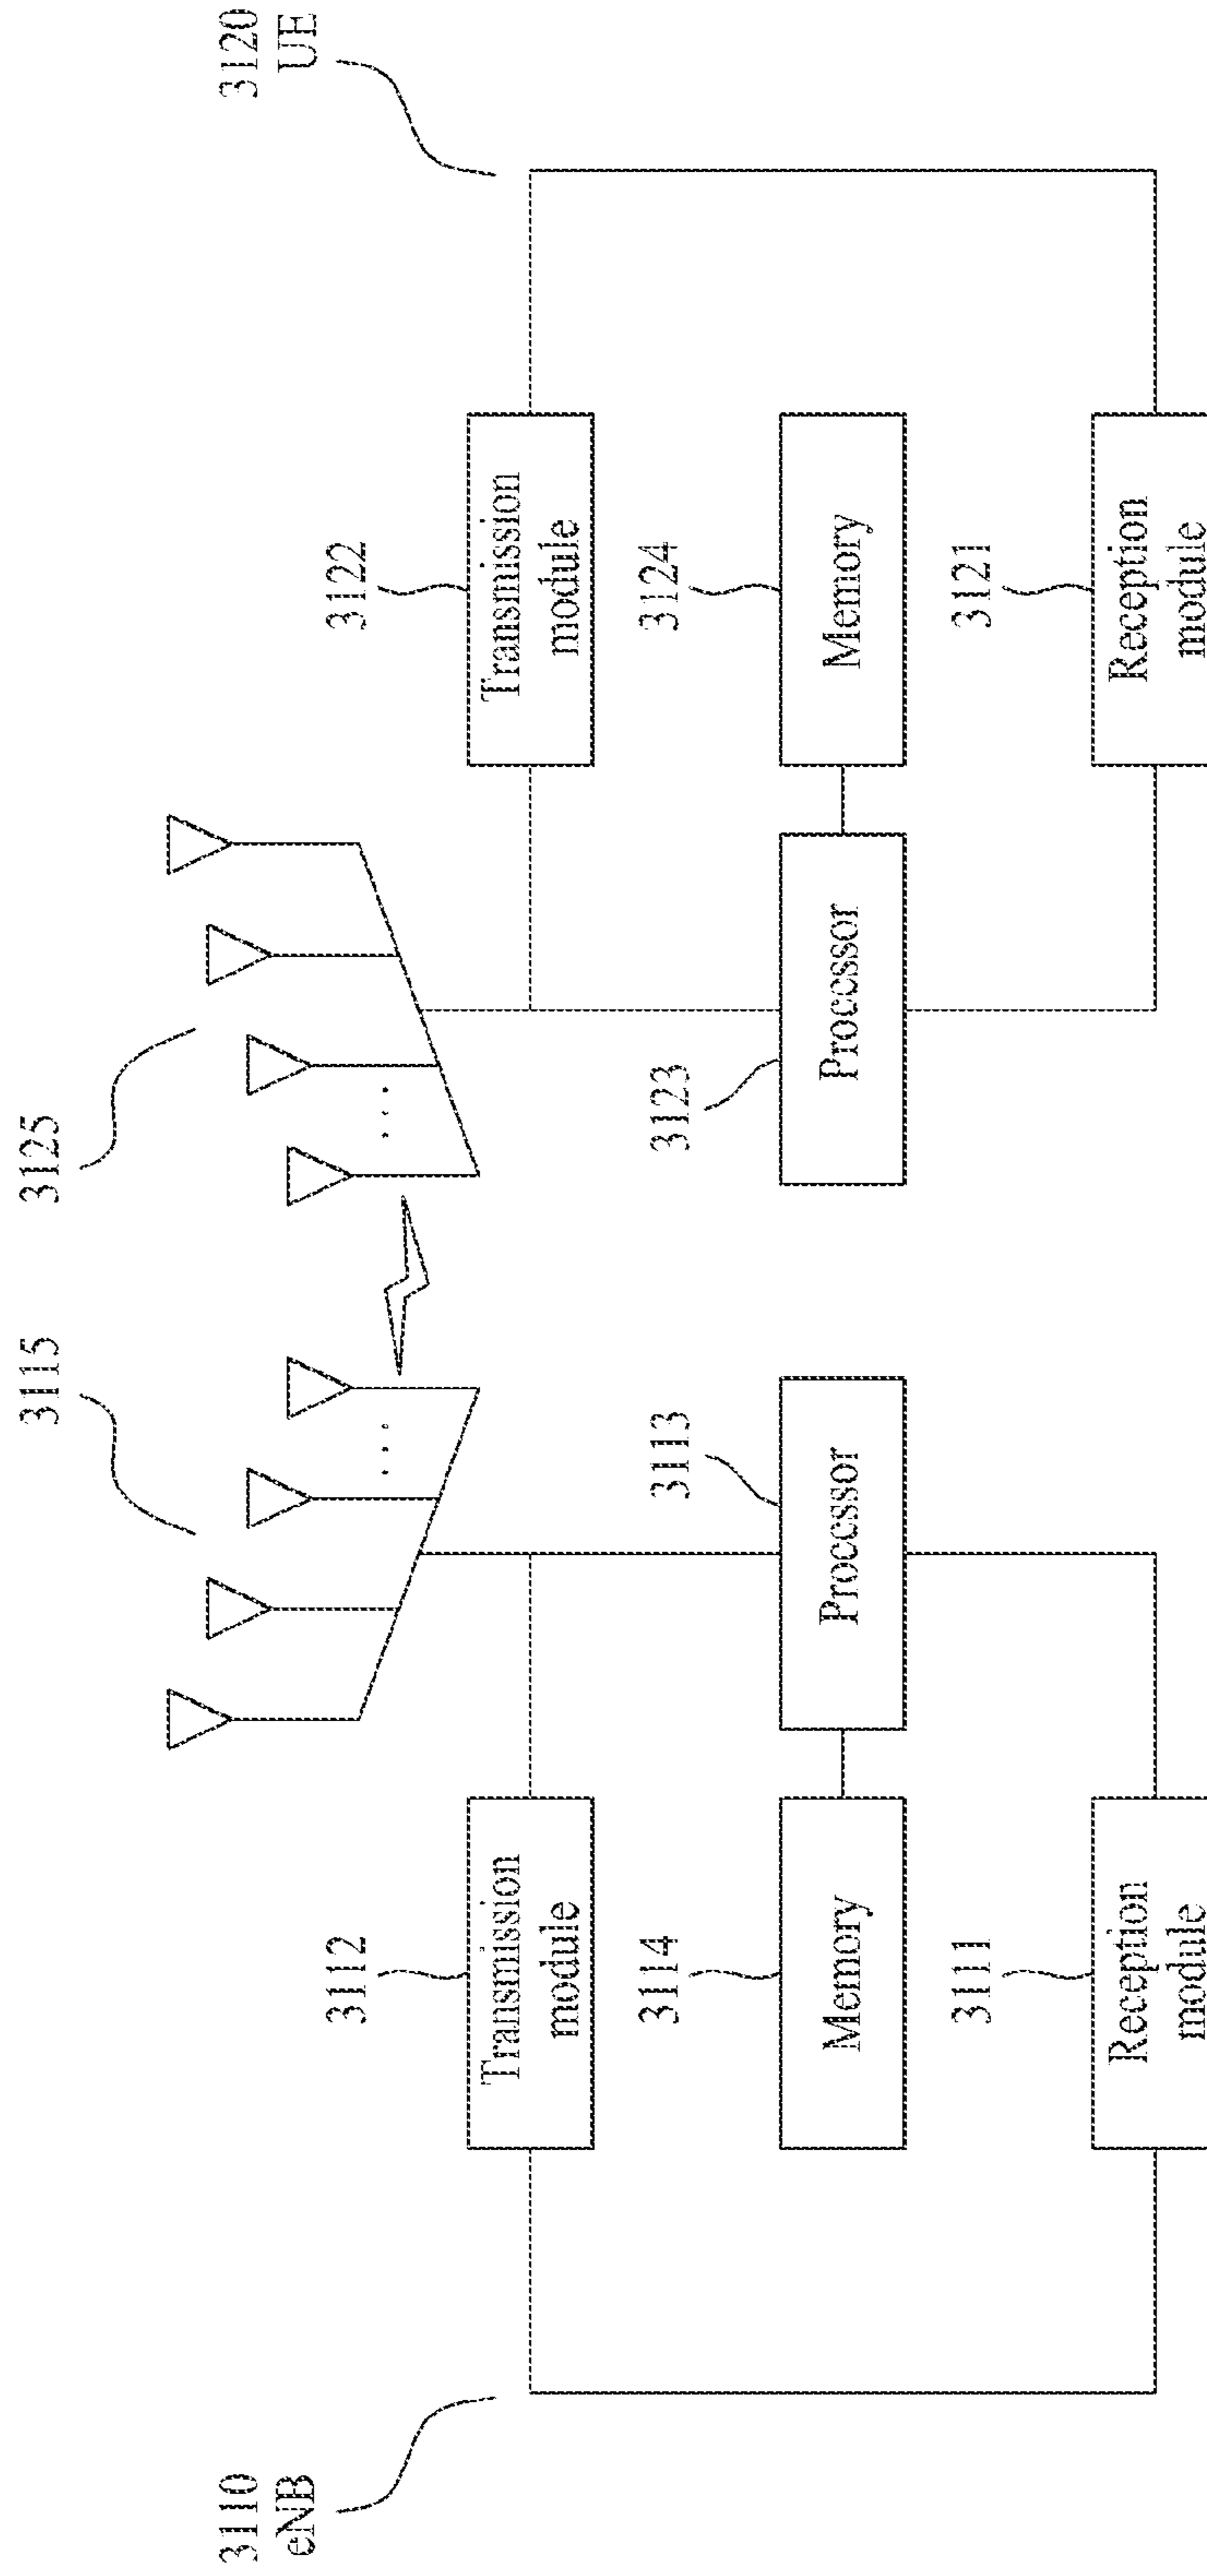 3115
3125
3110
eNB
3120
UE
3112
Transmission
module
3122
Transmission
module
3113
Processor
3123
Processor
3114
Memory
3124
Memory
3111
Reception
module
3121
Reception
module